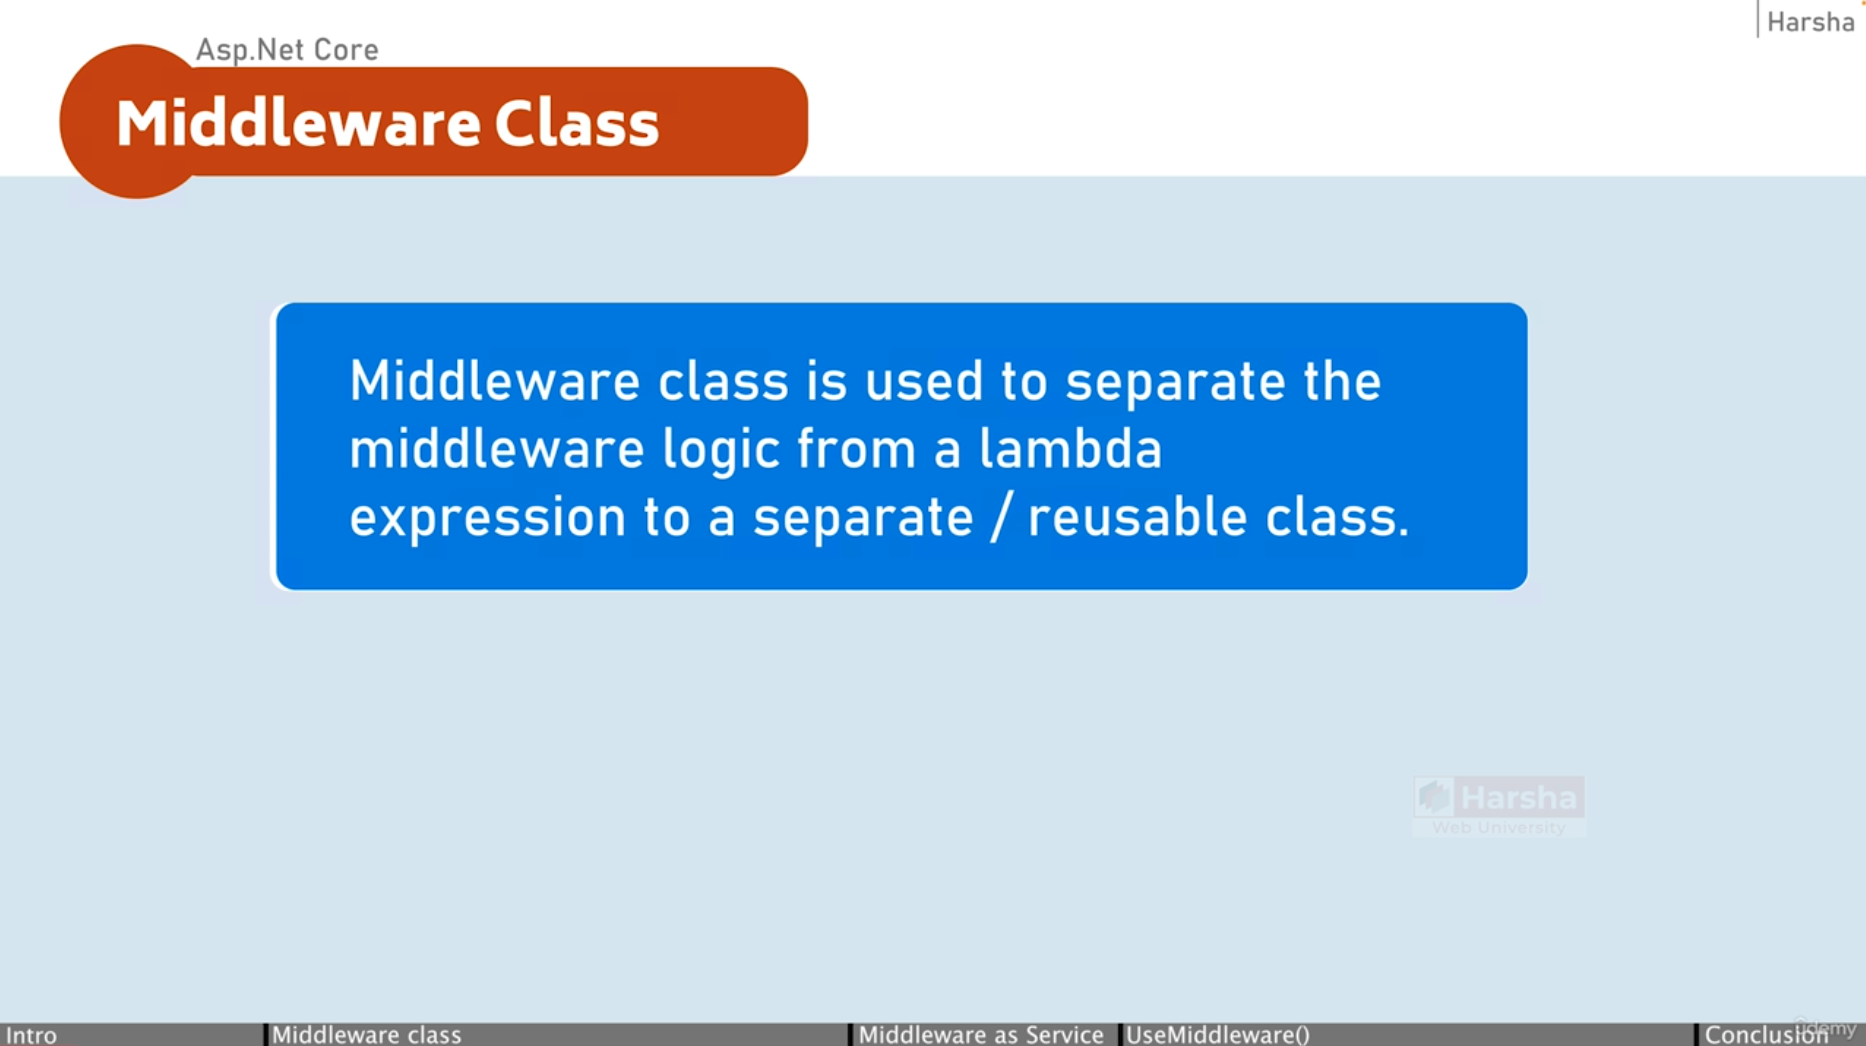 Harsha
Asp.Net Core
Middleware Class
Middleware class is used to separate the
middleware logic from a lambda
expression to a separate / reusable class.
Harsha
Web University
Intro
Middleware class
Middleware as Service
UseMiddleware()
Conclusion
ûdemy